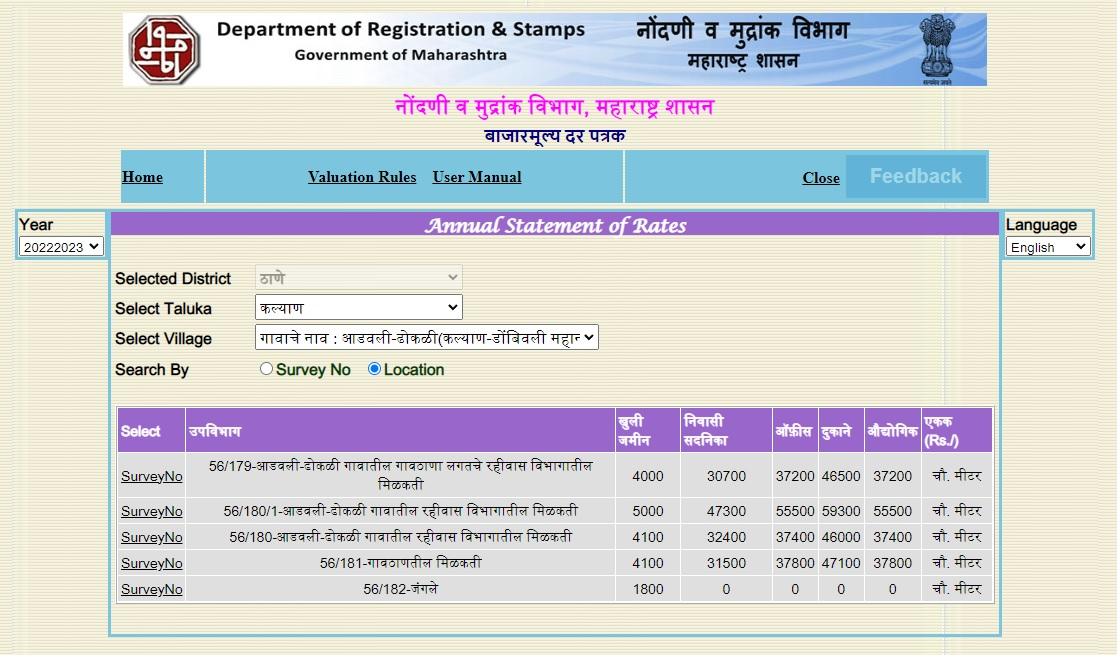 Department of Registration & Stamps
Government of Maharashtra
नोंदणी व मुद्रांक विभाग
महाराष्ट्र शासन
नोंदणी व मुद्रांक विभाग, महाराष्ट्र शासन
बाजारमूल्य दर पत्रक
Home Valuation Rules User Manual Close Feedback
Year Annual Statement of Rates Language
20222023 English
Selected District ठाणे
Select Taluka कल्याण
Select Village गावाचे नाव : आडवली-ढोकळी(कल्याण-डोंबिवली महान
Search By Survey No Location
Select उपविभाग खुली जमीन निवासी सदनिका ऑफ़ीस दुकाने औद्योगिक एकक (Rs./)
SurveyNo 56/179-आडवली-ढोकळी गावातील गावठाणा लगतचे रहीवास विभागातील मिळकती 4000 30700 37200 46500 37200 चौ. मीटर
SurveyNo 56/180/1-आडवली-ढोकळी गावातील रहीवास विभागातील मिळकती 5000 47300 55500 59300 55500 चौ. मीटर
SurveyNo 56/180-आडवली-ढोकळी गावातील रहीवास विभागातील मिळकती 4100 32400 37400 46000 37400 चौ. मीटर
SurveyNo 56/181-गावठाणातील मिळकती 4100 31500 37800 47100 37800 चौ. मीटर
SurveyNo 56/182-जंगले 1800 0 0 0 0 चौ. मीटर